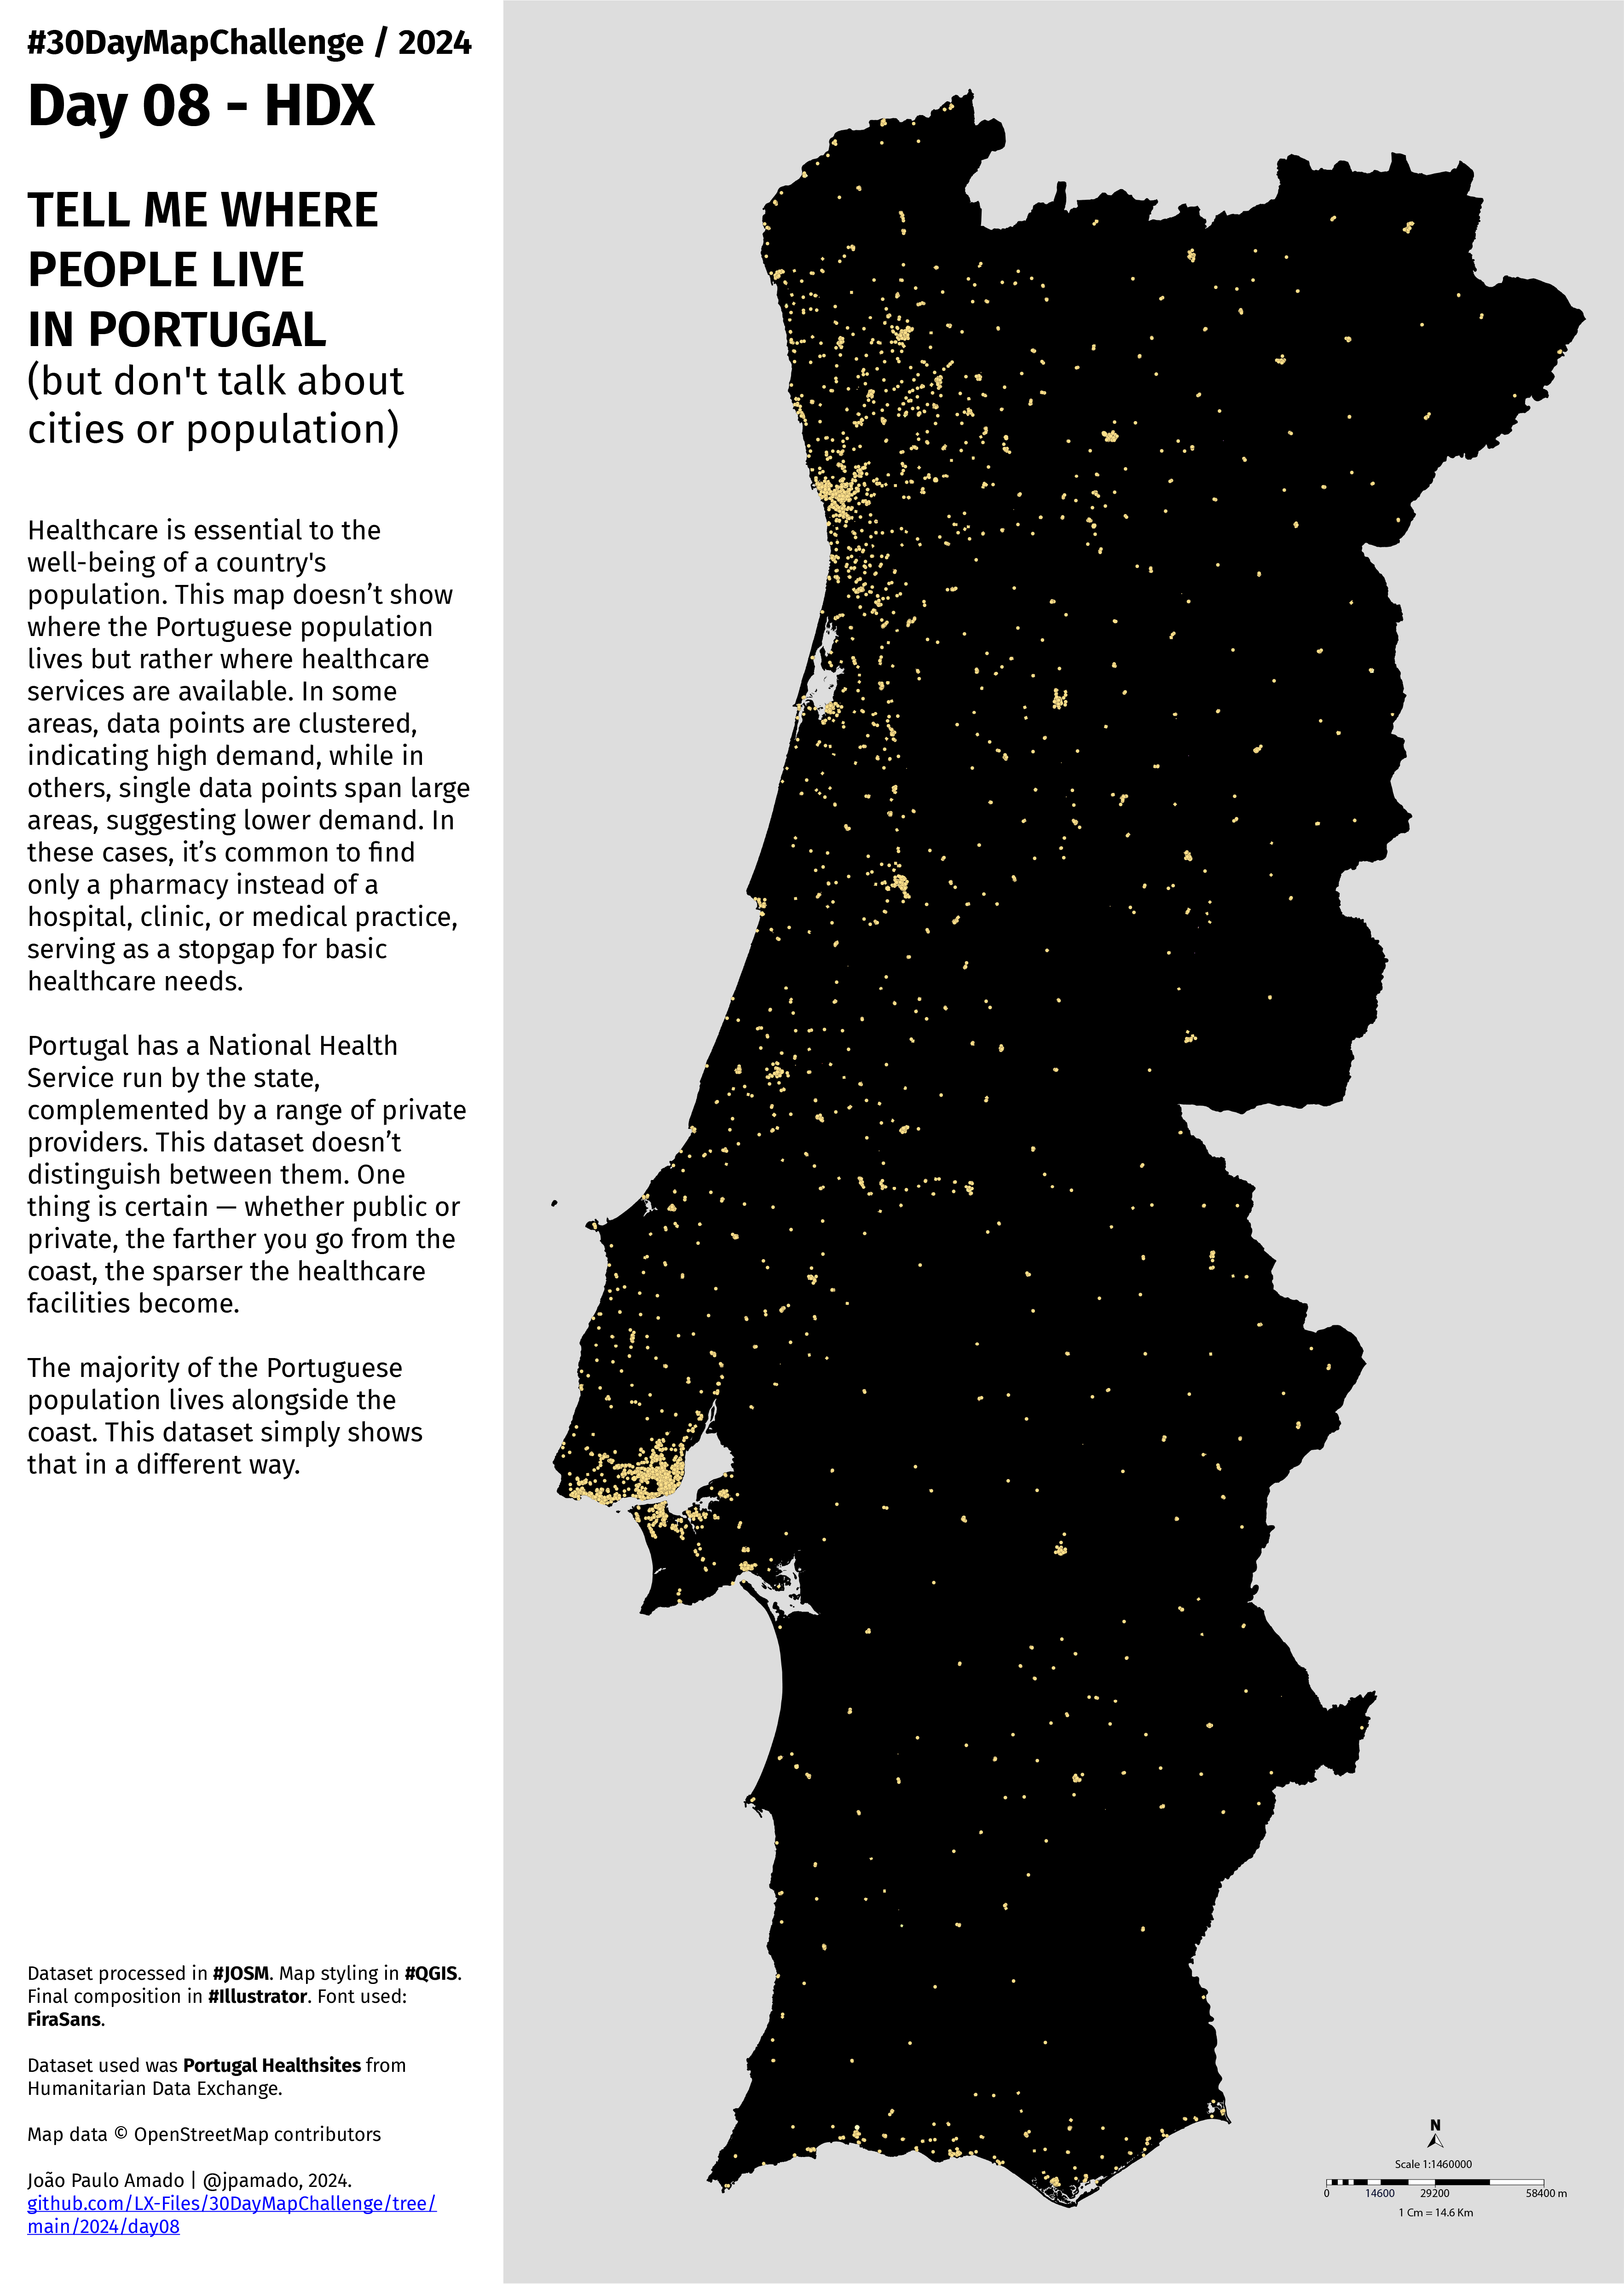 #30DayMapChallenge / 2024
Day 08 - HDX
TELL ME WHERE
PEOPLE LIVE
IN PORTUGAL
(but don't talk about
cities or population)
Healthcare is essential to the
well-being of a country's
population. This map doesn’t show
where the Portuguese population
lives but rather where healthcare
services are available. In some
areas, data points are clustered,
indicating high demand, while in
others, single data points span large
areas, suggesting lower demand. In
these cases, it’s common to find
only a pharmacy instead of a
hospital, clinic, or medical practice,
serving as a stopgap for basic
healthcare needs.
Portugal has a National Health
Service run by the state,
complemented by a range of private
providers. This dataset doesn’t
distinguish between them. One
thing is certain — whether public or
private, the farther you go from the
coast, the sparser the healthcare
facilities become.
The majority of the Portuguese
population lives alongside the
coast. This dataset simply shows
that in a different way.
Dataset processed in #JOSM. Map styling in #QGIS.
Final composition in #Illustrator. Font used:
FiraSans.
Dataset used was Portugal Healthsites from
Humanitarian Data Exchange.
Map data © OpenStreetMap contributors
João Paulo Amado | @jpamado, 2024.
github.com/LX-Files/30DayMapChallenge/tree/
main/2024/day08
N
Scale 1:1460000
0 14600 29200 58400 m
1 Cm = 14.6 Km